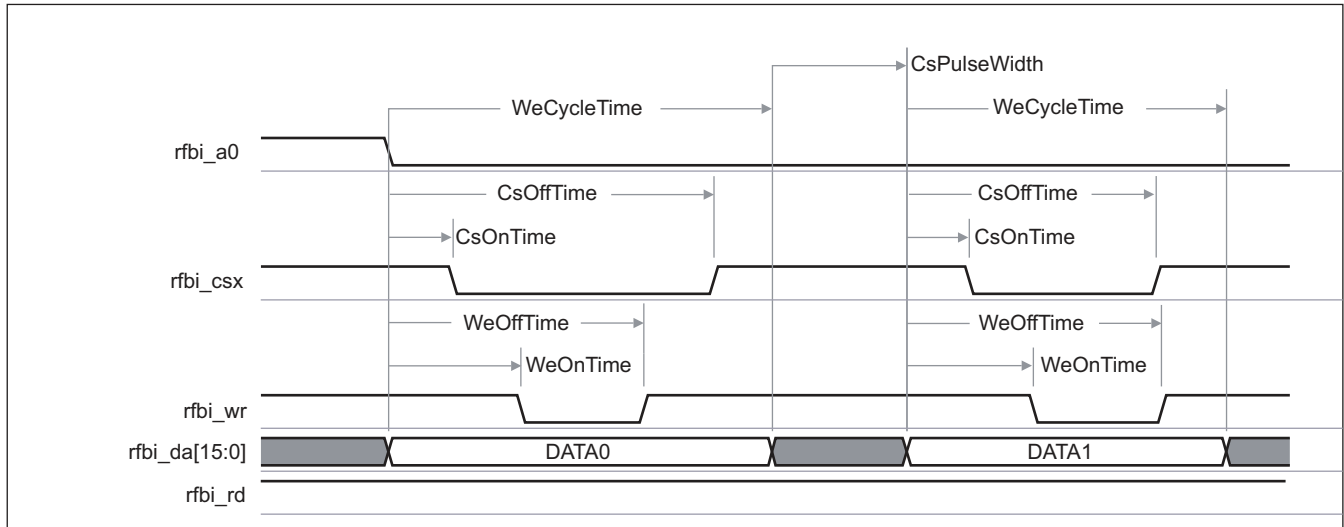 CsPulseWidth
WeCycleTime
WeCycleTime
rfbi_a0
CsOffTime
CsOffTime
CsOnTime
CsOnTime
rfbi_csx
WeOffTime
WeOffTime
WeOnTime
WeOnTime
rfbi_wr
rfbi_da[15:0]
DATA0
DATA1
rfbi_rd